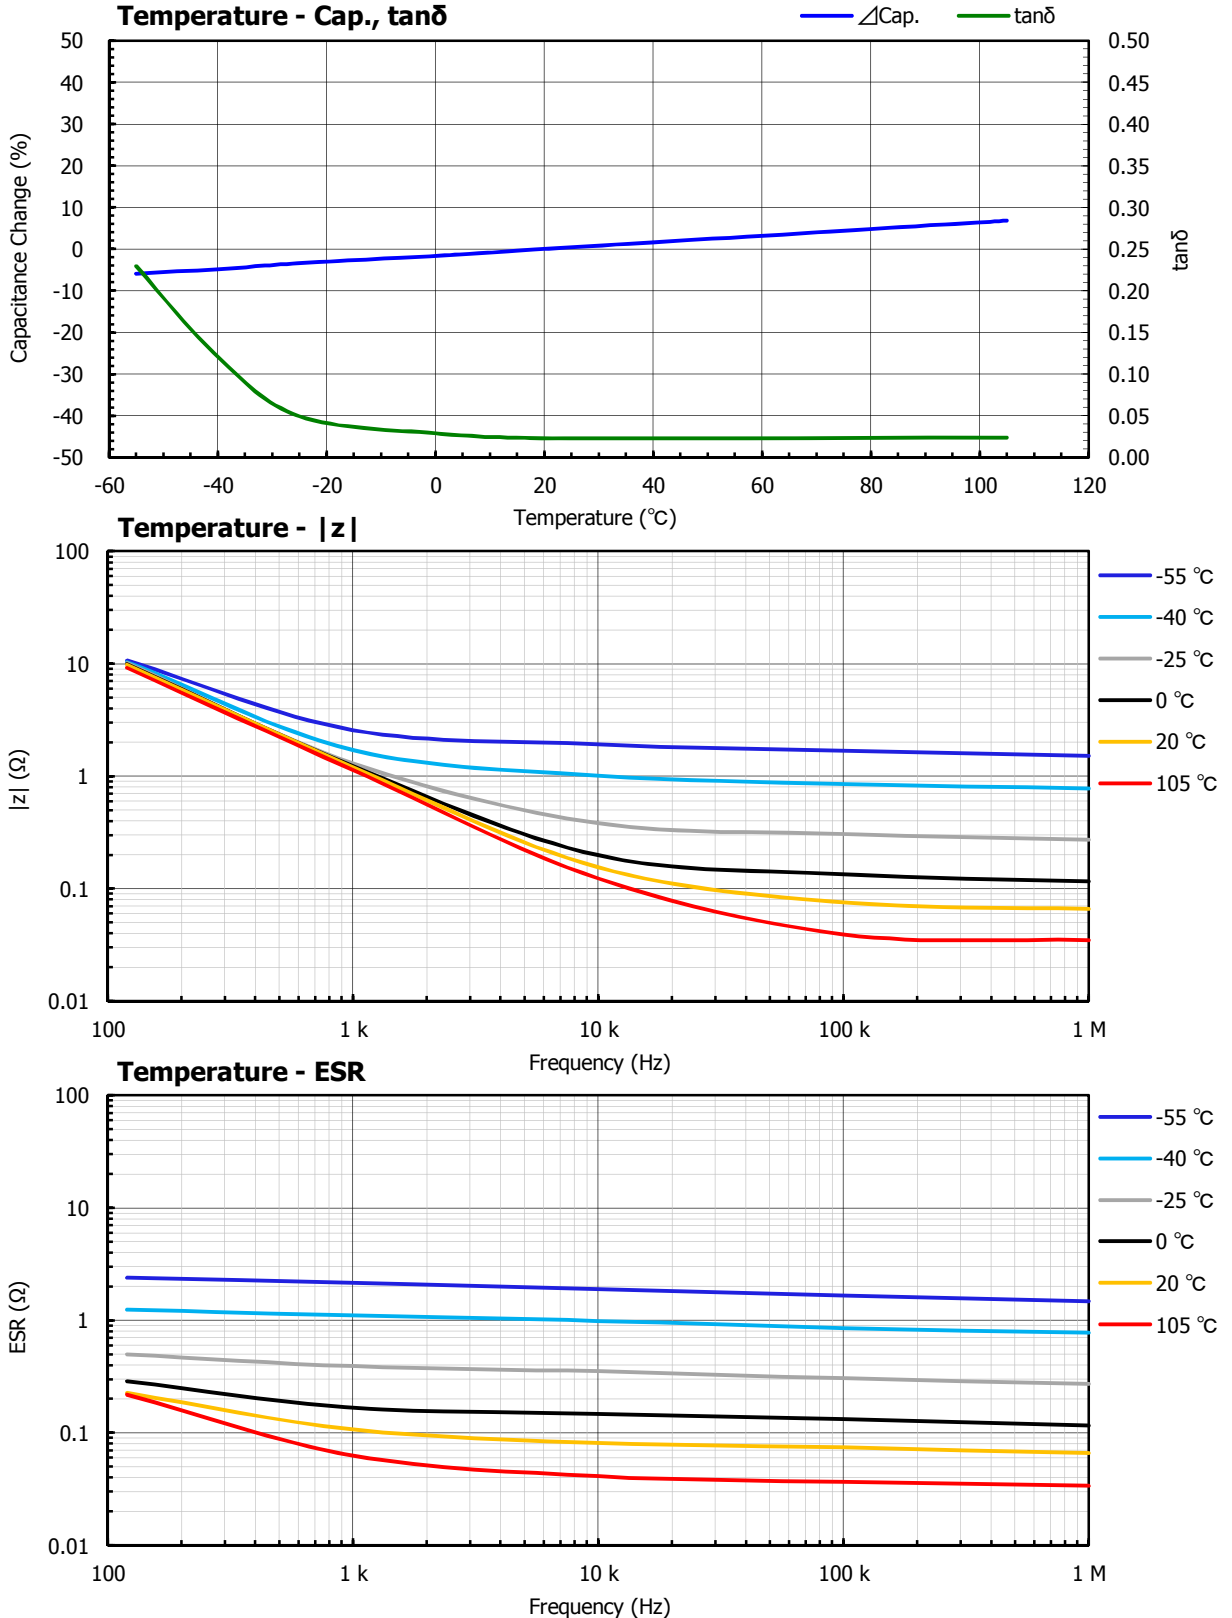 Temperature - Cap., tanδ
⊿Cap.
tanδ
50
40
30
20
10
0
-10
-20
-30
-40
-50
Capacitance Change (%)
0.50
0.45
0.40
0.35
0.30
0.25
0.20
0.15
0.10
0.05
0.00
tanδ
-60 -40 -20 0 20 40 60 80 100 120
Temperature (℃)
Temperature - |z|
100
10
1
0.1
0.01
|z| (Ω)
-55 ℃
-40 ℃
-25 ℃
0 ℃
20 ℃
105 ℃
100 1 k 10 k 100 k 1 M
Frequency (Hz)
Temperature - ESR
100
10
1
0.1
0.01
ESR (Ω)
-55 ℃
-40 ℃
-25 ℃
0 ℃
20 ℃
105 ℃
100 1 k 10 k 100 k 1 M
Frequency (Hz)